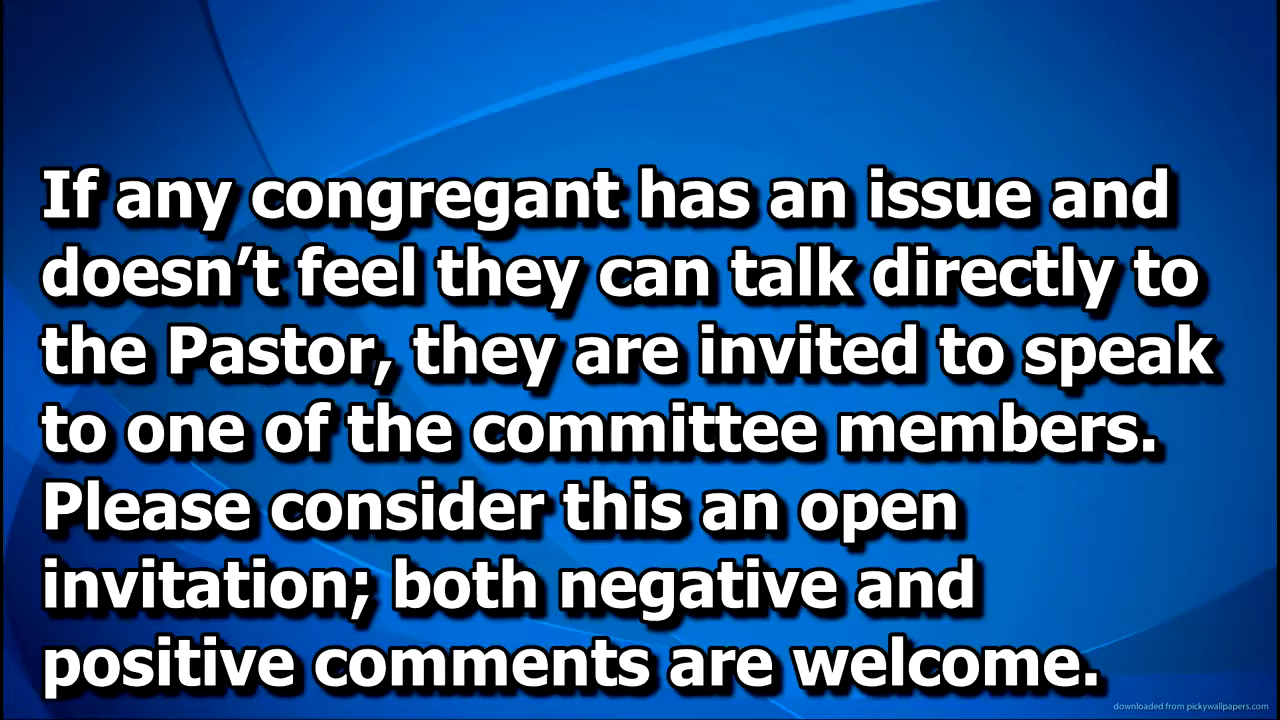 If any congregant has an issue and
doesn’t feel they can talk directly to
the Pastor, they are invited to speak
to one of the committee members.
Please consider this an open
invitation; both negative and
positive comments are welcome.
downloaded from pickywallpapers.com